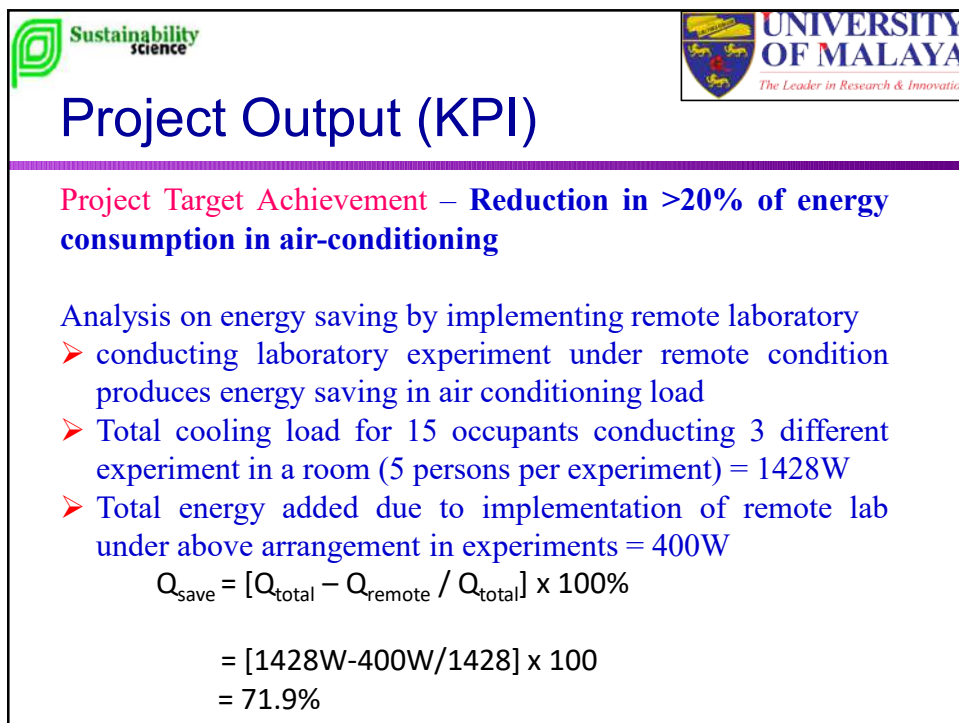 Sustainability
science
UNIVERSITY
OF MALAYA
The Leader in Research & Innovatio
Project Output (KPI)
Project Target Achievement – Reduction in >20% of energy
consumption in air-conditioning
Analysis on energy saving by implementing remote laboratory
➢ conducting laboratory experiment under remote condition
produces energy saving in air conditioning load
➢ Total cooling load for 15 occupants conducting 3 different
experiment in a room (5 persons per experiment) = 1428W
➢ Total energy added due to implementation of remote lab
under above arrangement in experiments = 400W
Qsave = [Qtotal – Qremote / Qtotal] x 100%
= [1428W-400W/1428] x 100
= 71.9%